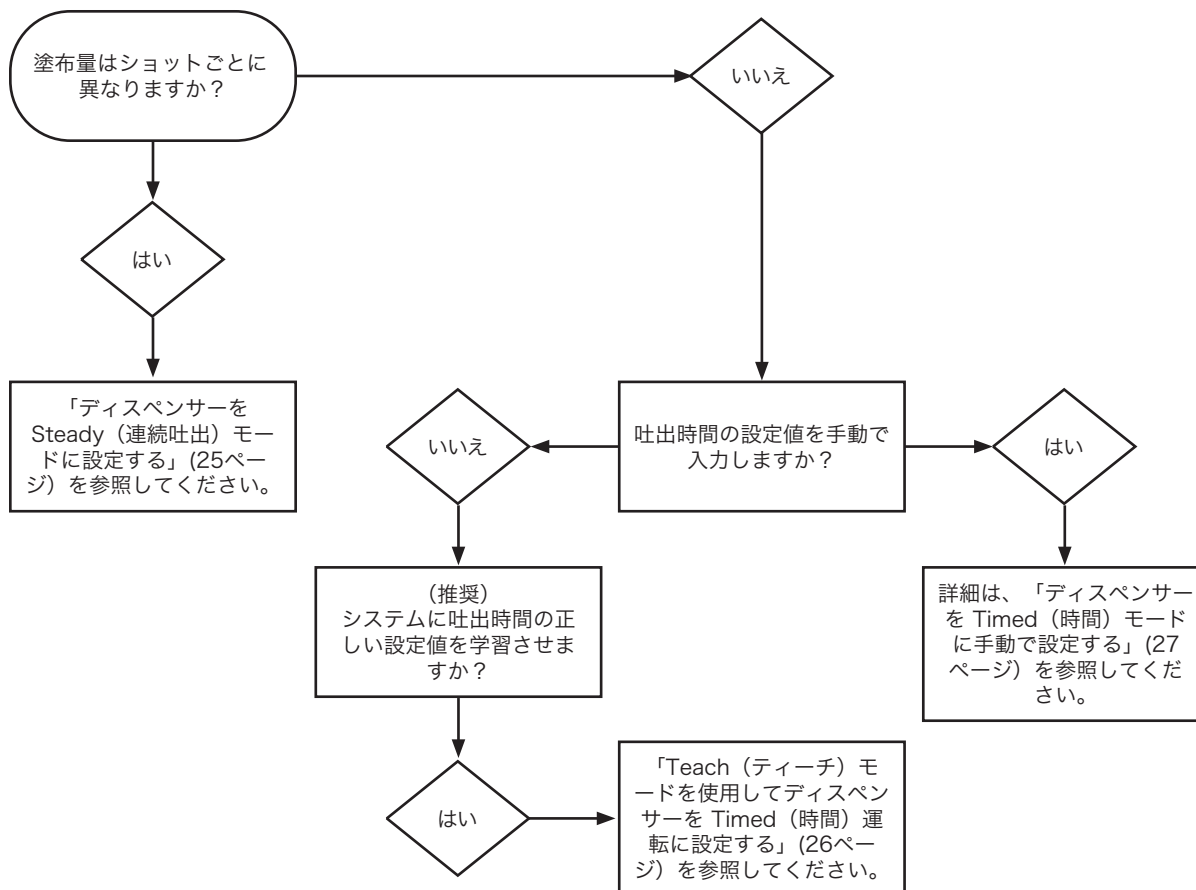 塗布量はショットごとに
異なりますか？
いいえ
はい
「ディスペンサーを
Steady（連続吐出）モー
ドに設定する」(25ペー
ジ）を参照してください。
いいえ
吐出時間の設定値を手動で
入力しますか？
はい
（推奨）
システムに吐出時間の正
しい設定値を学習させま
すか？
詳細は、「ディスペンサー
を Timed（時間）モード
に手動で設定する」(27
ページ）を参照してくだ
さい。
はい
「Teach（ティーチ）モ
ードを使用してディスペン
サーを Timed（時間）運
転に設定する」(26ペー
ジ）を参照してください。